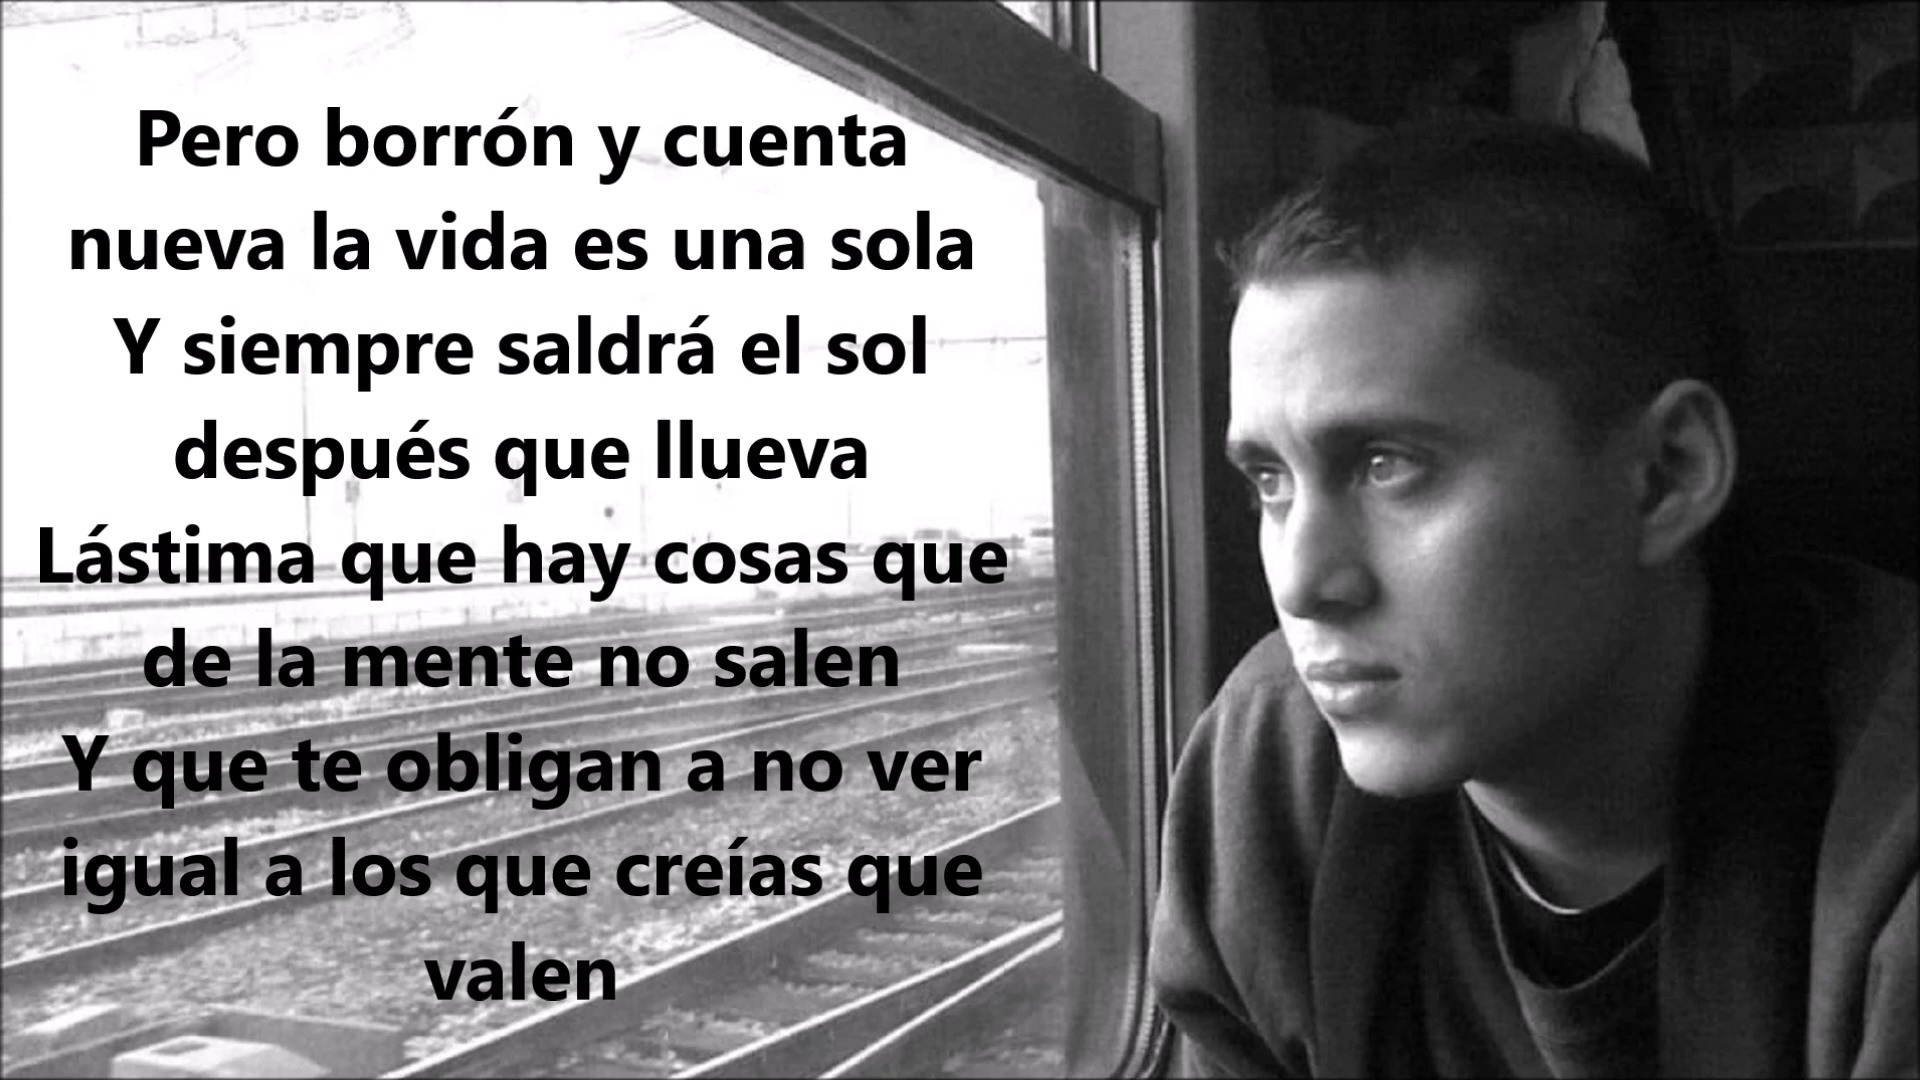 Pero borrón y cuenta
nueva la vida es una sola
Y siempre saldrá el sol
después que llueva
Lástima que hay cosas que
de la mente no salen
Y que te obligan a no ver
igual a los que creías que
valen